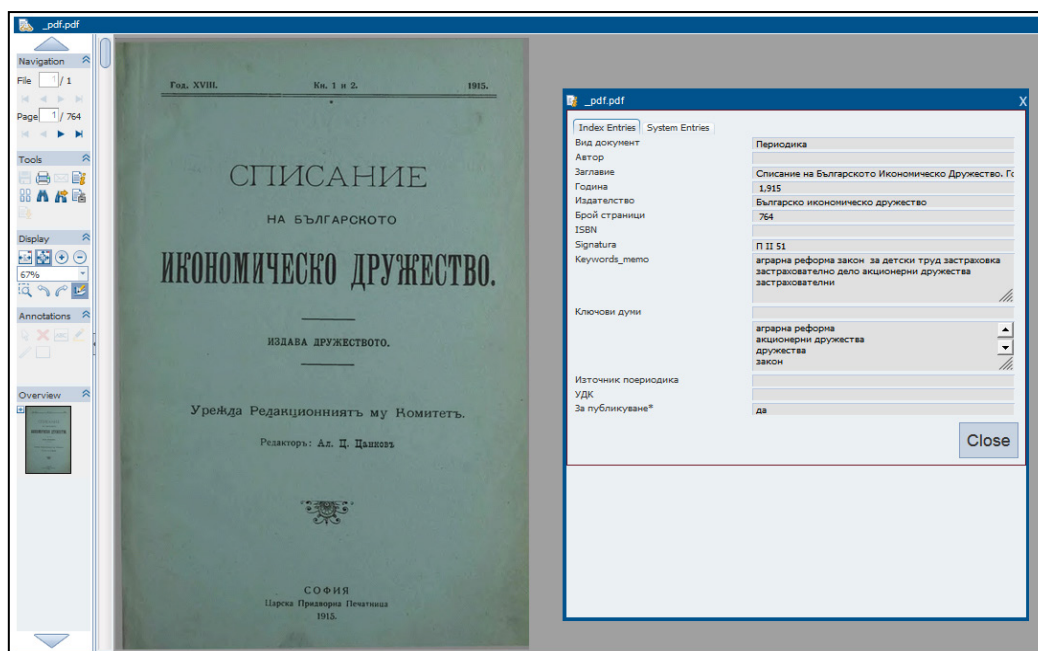 _pdf.pdf
Navigation
File 1 / 1
Page 1 / 764
Tools
Display
67%
Annotations
ABC
Overview
Год. XVIII. Кн. 1 и 2. 1915.
СПИСАНИЕ
НА БЪЛГАРСКОТО
ИКОНОМИЧЕСКО ДРУЖЕСТВО.
ИЗДАВА ДРУЖЕСТВОТО.
Урежда Редакционниятъ му Комитетъ.
Редакторъ: Ал. Ц. Цанковъ
СОФИЯ
Царска Придворна Печатница
1915.
_pdf.pdf X
Index Entries System Entries
Вид документ Периодика
Автор
Заглавие Списание на Българското Икономическо Дружество. Го
Година 1,915
Издателство Българско икономическо дружество
Брой страници 764
ISBN
Signatura П II 51
Keywords_memo аграрна реформа закон за детски труд застраховка
застрахователно дело акционерни дружества
застрахователни
Ключови думи
аграрна реформа
акционерни дружества
дружества
закон
Източник поериодика
УДК
За публикуване* да
Close